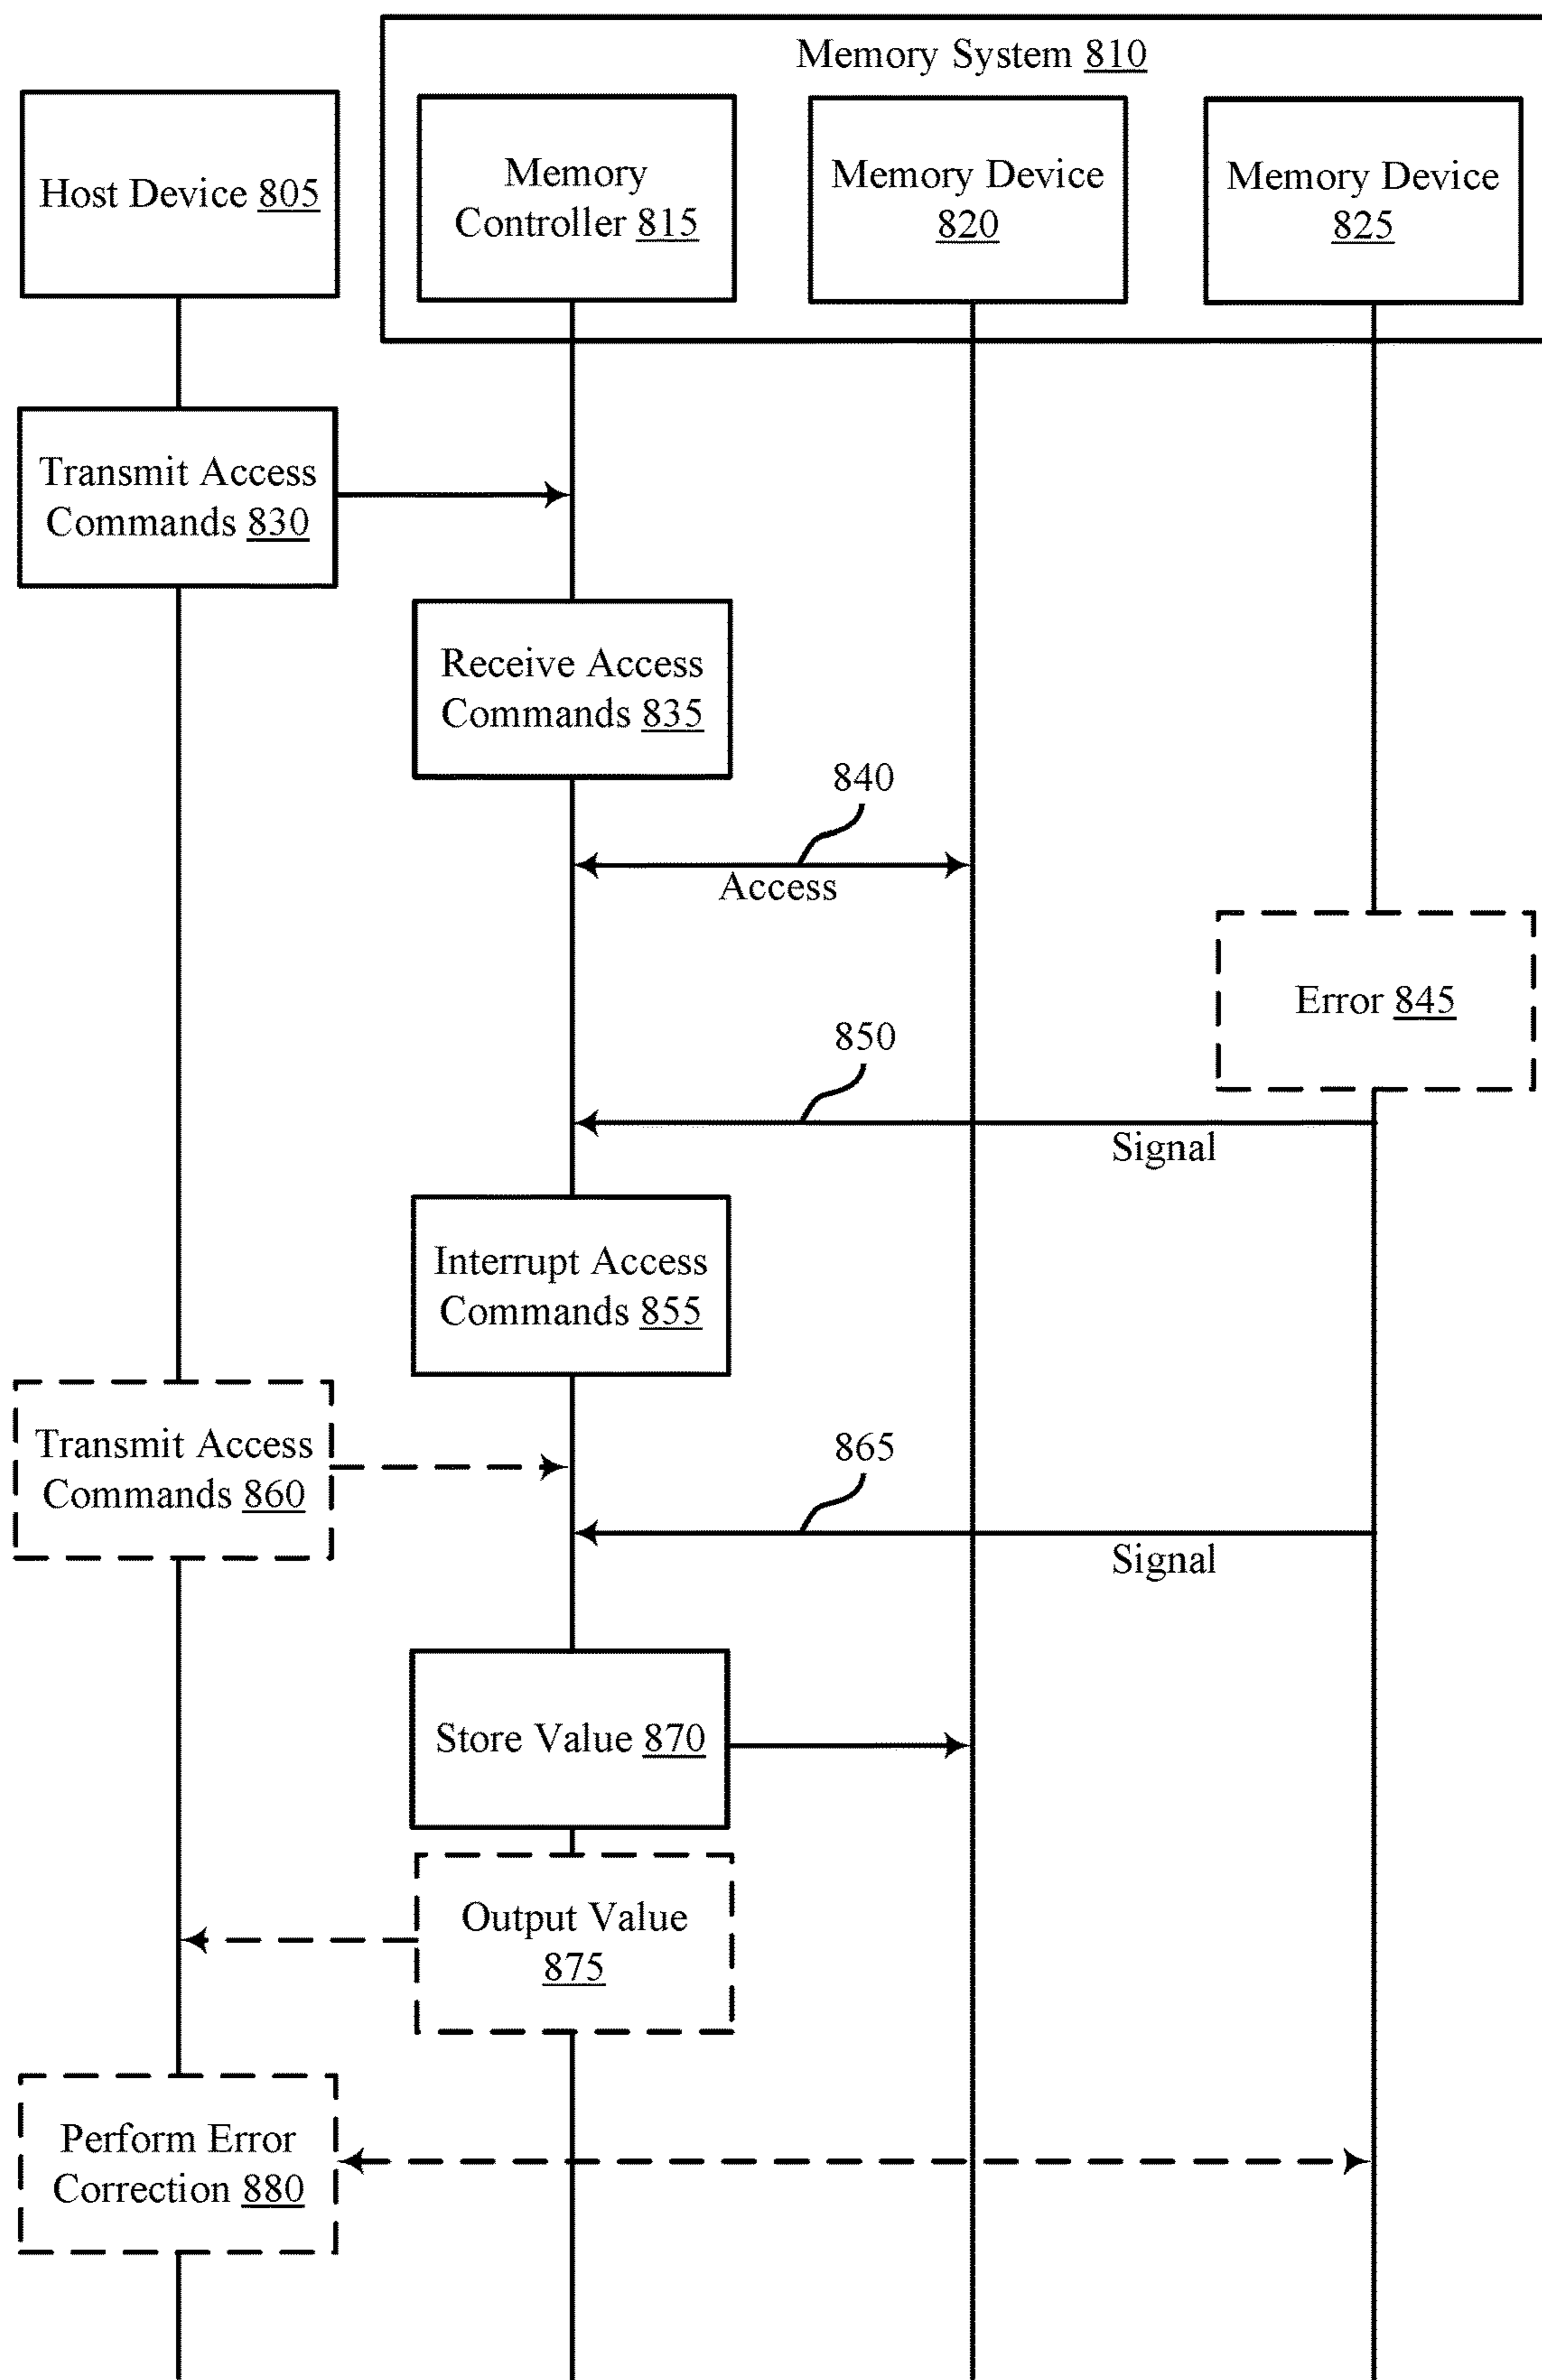 Memory System 810
Host Device 805
Memory
Controller 815
Memory Device
820
Memory Device
825
Transmit Access
Commands 830
Receive Access
Commands 835
840
Access
Error 845
850
Signal
Interrupt Access
Commands 855
Transmit Access
Commands 860
865
Signal
Store Value 870
Output Value
875
Perform Error
Correction 880